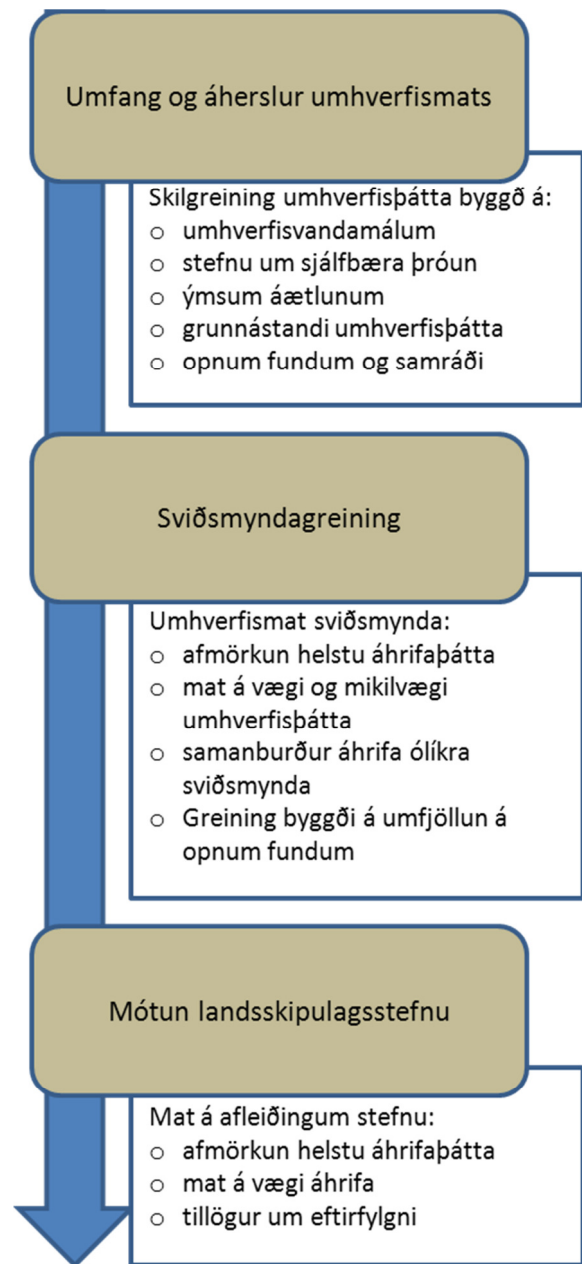 Umfang og áherslur umhverfismats
Skilgreining umhverfisþátta byggð á:
o umhverfisvandamálum
o stefnu um sjálfbæra þróun
o ýmsum áætlunum
o grunnástandi umhverfisþátta
o opnum fundum og samráði
Sviðsmyndagreining
Umhverfismat sviðsmynda:
o afmörkun helstu áhrifaþátta
o mat á vægi og mikilvægi
umhverfisþátta
o samanburður áhrifa ólíkra
sviðsmynda
o Greining byggði á umfjöllun á
opnum fundum
Mótun landsskipulagsstefnu
Mat á afleiðingum stefnu:
o afmörkun helstu áhrifaþátta
o mat á vægi áhrifa
o tillögur um eftirfylgni